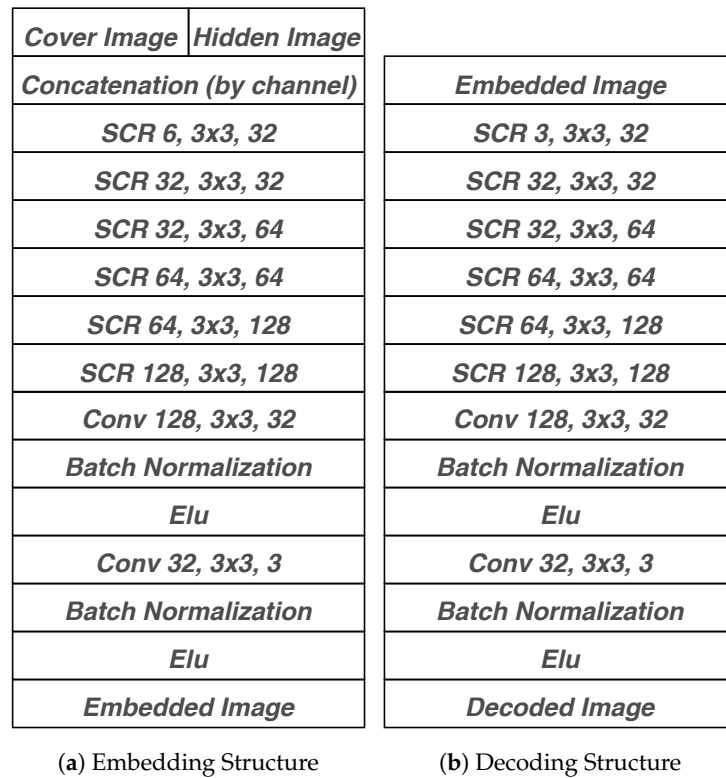 Cover Image Hidden Image
Concatenation (by channel)
SCR 6, 3x3, 32
SCR 32, 3x3, 32
SCR 32, 3x3, 64
SCR 64, 3x3, 64
SCR 64, 3x3, 128
SCR 128, 3x3, 128
Conv 128, 3x3, 32
Batch Normalization
Elu
Conv 32, 3x3, 3
Batch Normalization
Elu
Embedded Image
(a) Embedding Structure
Embedded Image
SCR 3, 3x3, 32
SCR 32, 3x3, 32
SCR 32, 3x3, 64
SCR 64, 3x3, 64
SCR 64, 3x3, 128
SCR 128, 3x3, 128
Conv 128, 3x3, 32
Batch Normalization
Elu
Conv 32, 3x3, 3
Batch Normalization
Elu
Decoded Image
(b) Decoding Structure